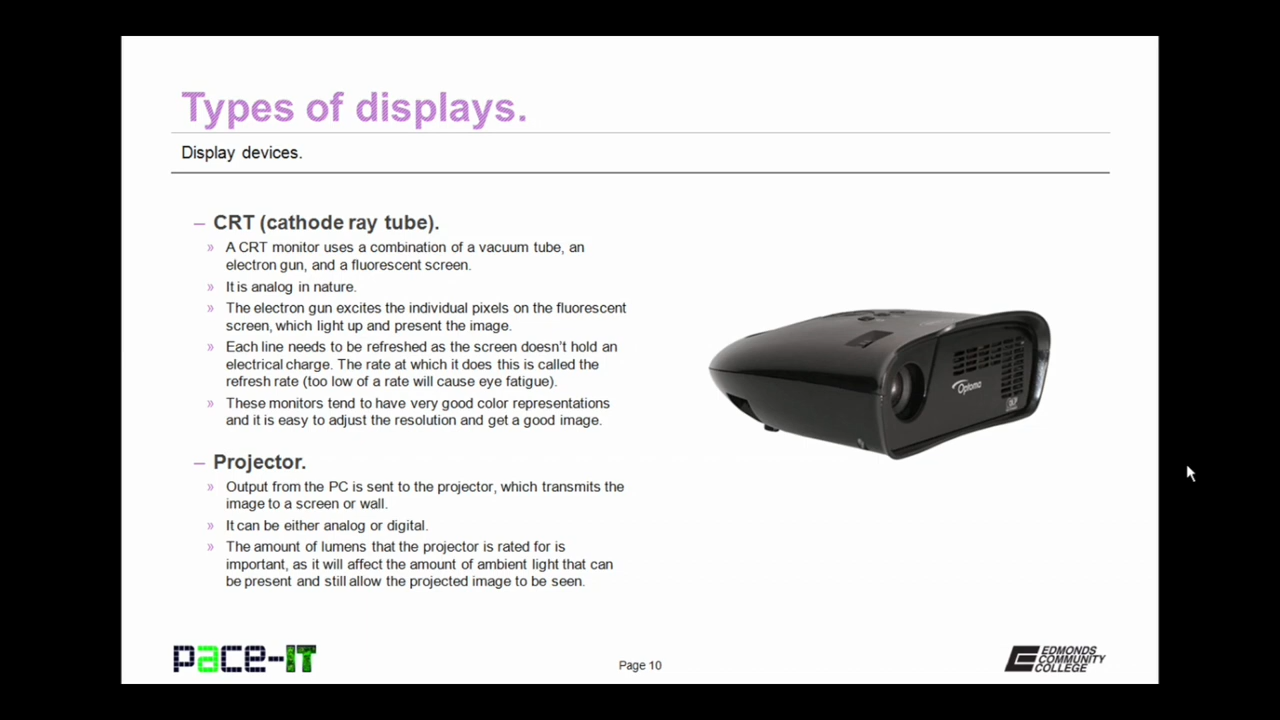 Types of displays.
Display devices.
– CRT (cathode ray tube).
» A CRT monitor uses a combination of a vacuum tube, an
electron gun, and a fluorescent screen.
» It is analog in nature.
» The electron gun excites the individual pixels on the fluorescent
screen, which light up and present the image.
» Each line needs to be refreshed as the screen doesn’t hold an
electrical charge. The rate at which it does this is called the
refresh rate (too low of a rate will cause eye fatigue).
» These monitors tend to have very good color representations
and it is easy to adjust the resolution and get a good image.
– Projector.
» Output from the PC is sent to the projector, which transmits the
image to a screen or wall.
» It can be either analog or digital.
» The amount of lumens that the projector is rated for is
important, as it will affect the amount of ambient light that can
be present and still allow the projected image to be seen.
Optoma
pace-IT
Page 10
EDMONDS
COMMUNITY
COLLEGE